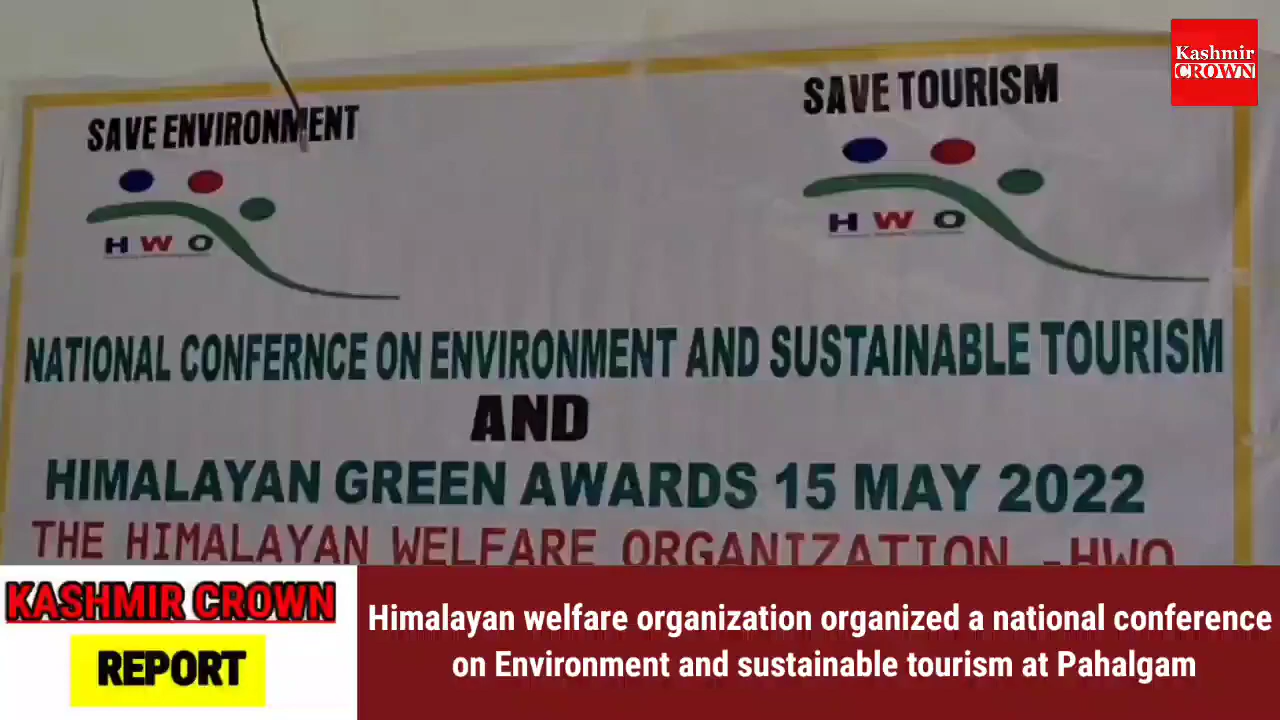 Kashmir
CROWN
SAVE ENVIRONMENT
SAVE TOURISM
HWO
HWO
NATIONAL CONFERNCE ON ENVIRONMENT AND SUSTAINABLE TOURISM
AND
HIMALAYAN GREEN AWARDS 15 MAY 2022
THE HIMALAYAN WELFARE ORGANIZATION -HWO
KASHMIR CROWN
REPORT
Himalayan welfare organization organized a national conference
on Environment and sustainable tourism at Pahalgam